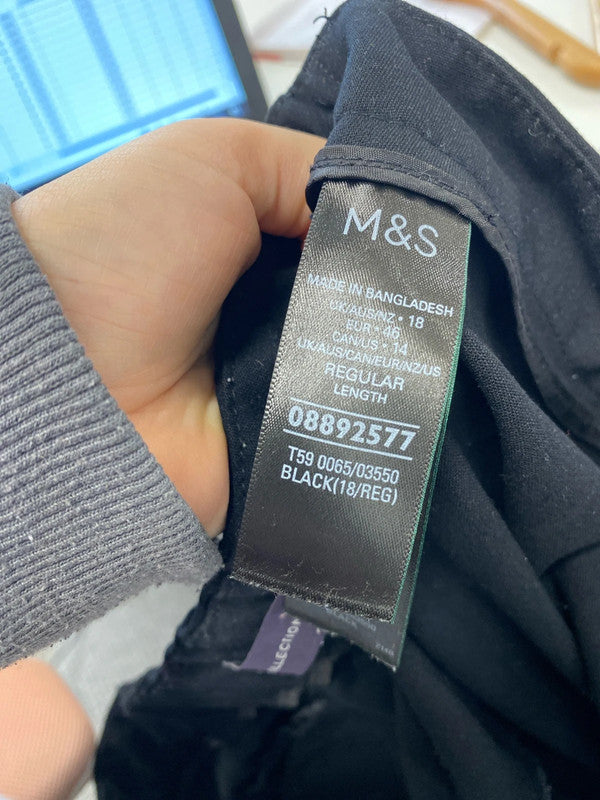 M&S
MADE IN BANGLADESH
UK/AUS/NZ • 18
EUR • 46
CAN/US • 14
UK/AUS/CAN/EUR/NZ/US
REGULAR
LENGTH
08892577
T59 0065/03550
BLACK(18/REG)
LLECTION